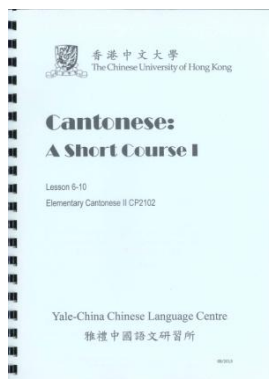 香港中文大學
The Chinese University of Hong Kong
Cantonese:
A Short Course I
Lesson 6-10
Elementary Cantonese II CP2102
Yale-China Chinese Language Centre
雅禮中國語文研習所